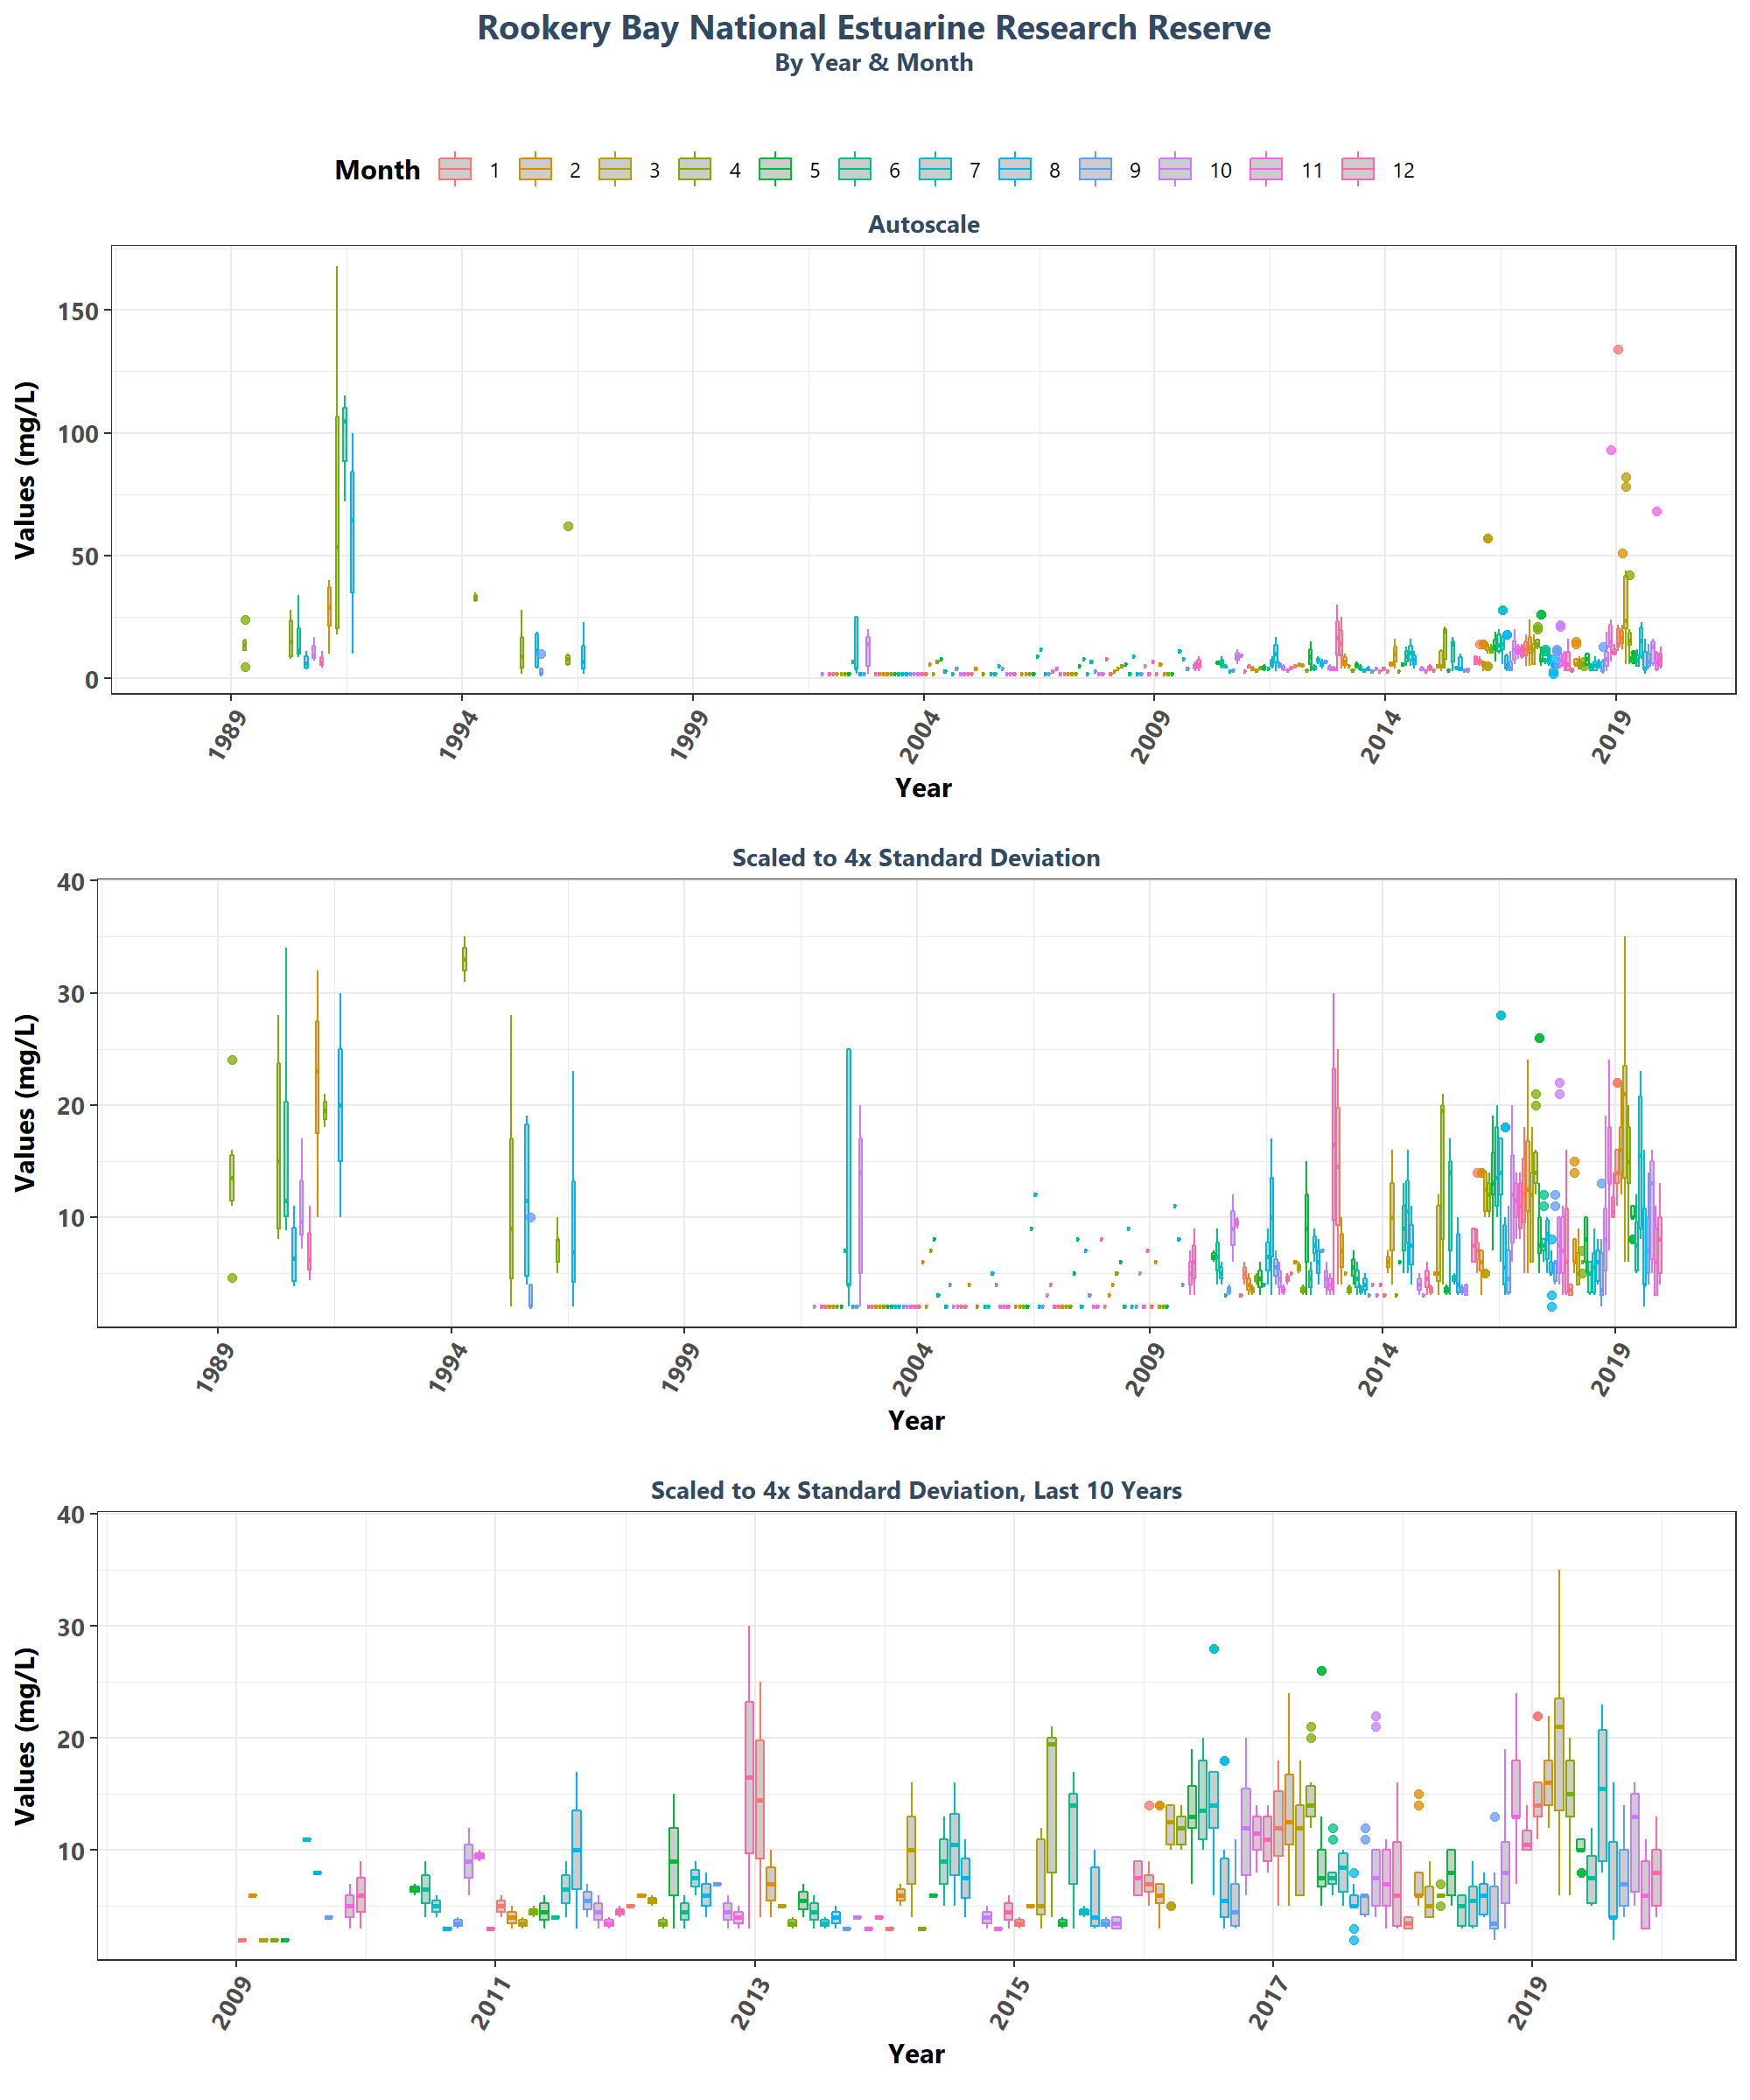 Rookery Bay National Estuarine Research Reserve
By Year & Month
Month 1 2 3 4 5 6 7 8 9 10 11 12
Autoscale
Values (mg/L)
150
100
50
0
1989 1994 1999 2004 2009 2014 2019
Year
Scaled to 4x Standard Deviation
Values (mg/L)
40
30
20
10
1989 1994 1999 2004 2009 2014 2019
Year
Scaled to 4x Standard Deviation, Last 10 Years
Values (mg/L)
40
30
20
10
2009 2011 2013 2015 2017 2019
Year